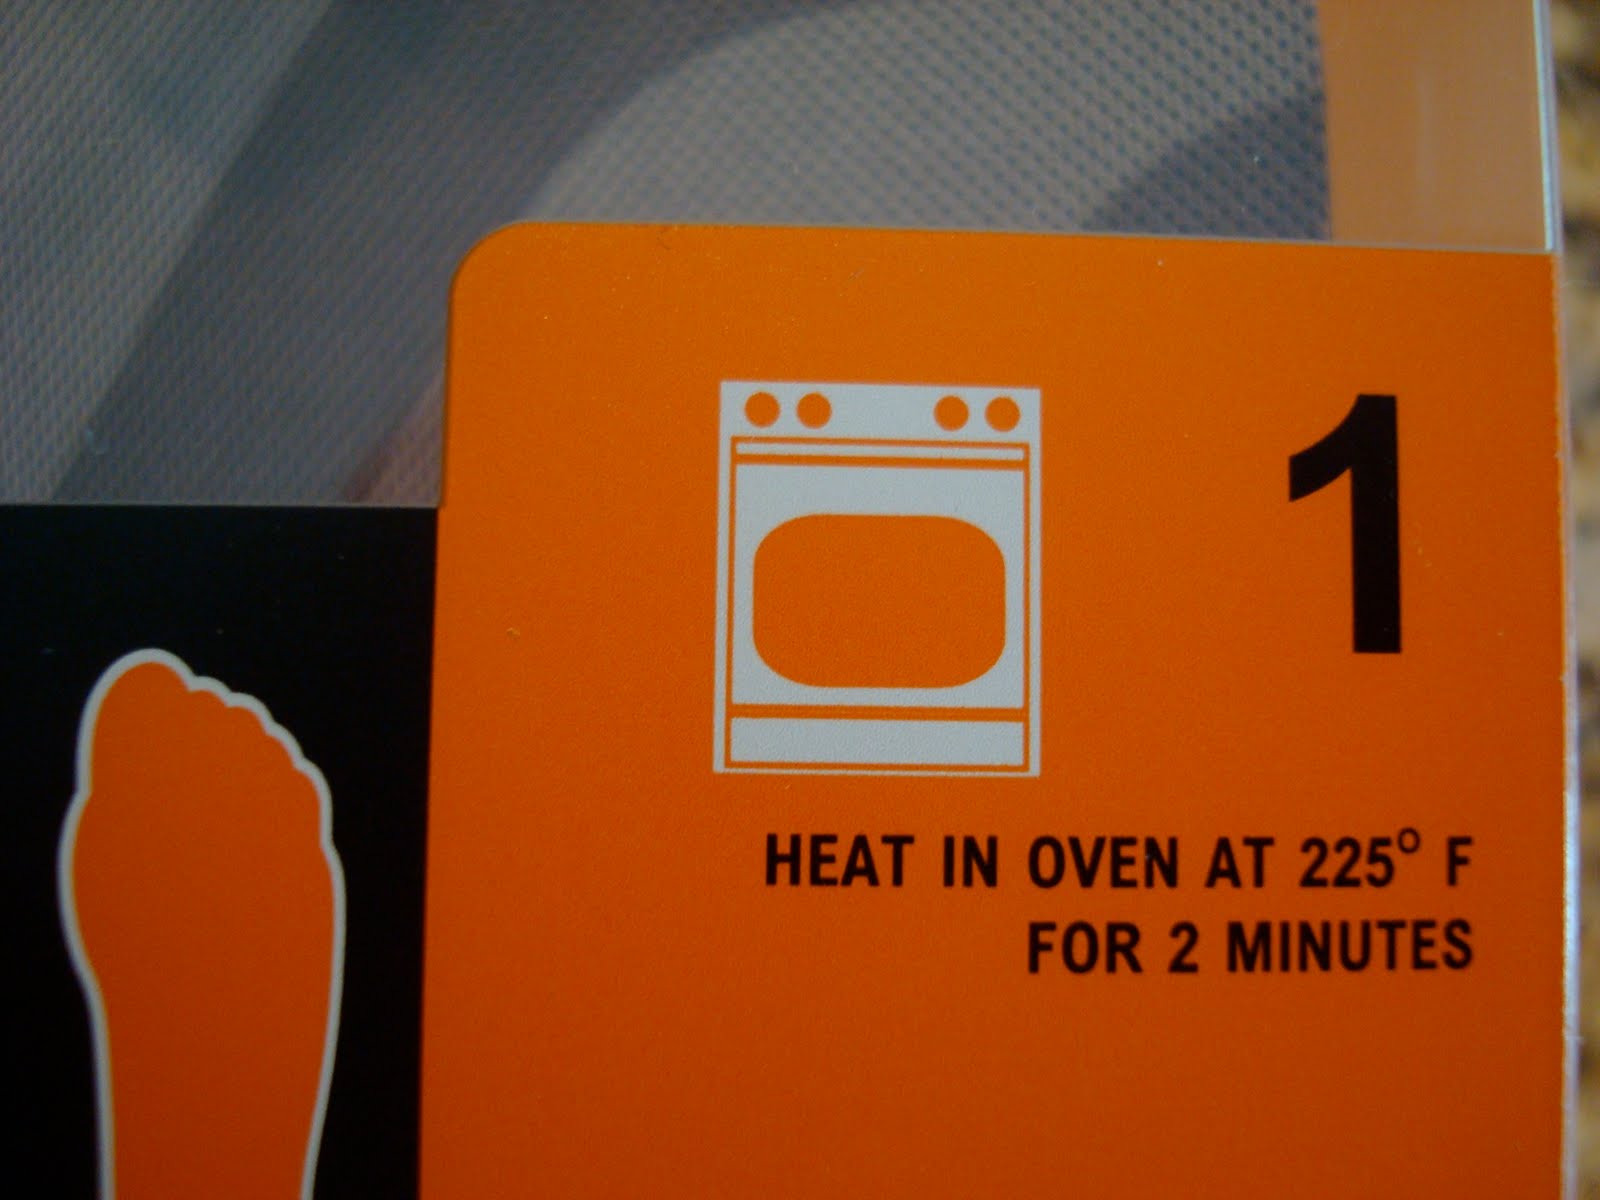 1
HEAT IN OVEN AT 225° F
FOR 2 MINUTES